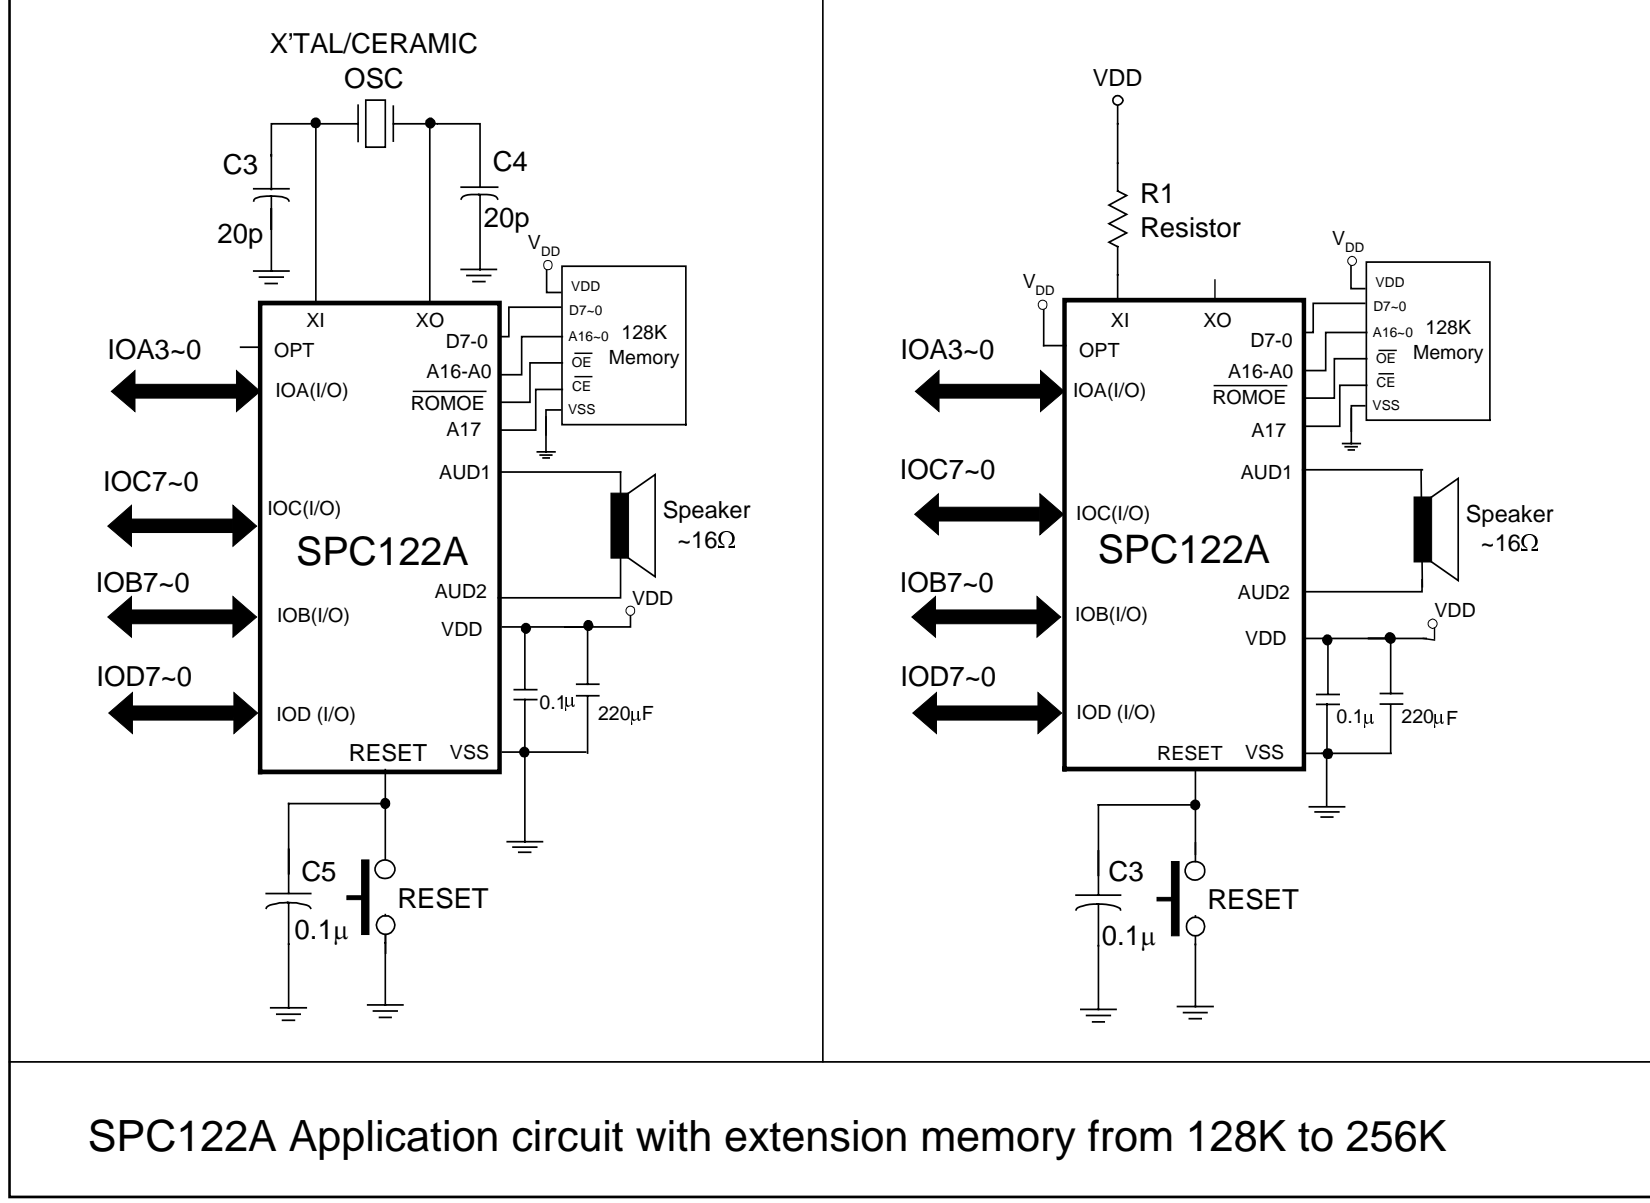 X'TAL/CERAMIC
OSC
C3
20p
C4
20p
VDD
XI
XO
OPT
IOA(I/O)
IOC(I/O)
SPC122A
IOB(I/O)
IOD (I/O)
RESET
D7-0
A16-A0
ROMOE
A17
AUD1
AUD2
VDD
VSS
IOA3~0
IOC7~0
IOB7~0
IOD7~0
VDD
D7~0
A16~0
OE
CE
VSS
128K
Memory
Speaker
~16Ω
VDD
0.1μ
220μF
C5
0.1μ
RESET
VDD
R1
Resistor
VDD
VDD
XI
XO
OPT
IOA(I/O)
IOC(I/O)
SPC122A
IOB(I/O)
IOD (I/O)
RESET
D7-0
A16-A0
ROMOE
A17
AUD1
AUD2
VDD
VSS
IOA3~0
IOC7~0
IOB7~0
IOD7~0
VDD
D7~0
A16~0
OE
CE
VSS
128K
Memory
Speaker
~16Ω
VDD
0.1μ
220μF
C3
0.1μ
RESET
SPC122A Application circuit with extension memory from 128K to 256K